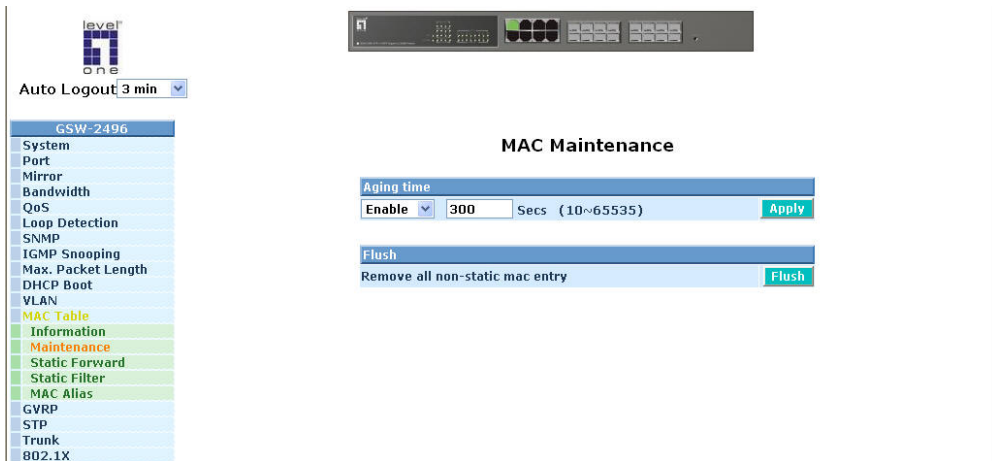 level
one
Auto Logout 3 min
GSW-2496
System
Port
Mirror
Bandwidth
QoS
Loop Detection
SNMP
IGMP Snooping
Max. Packet Length
DHCP Boot
VLAN
MAC Table
Information
Maintenance
Static Forward
Static Filter
MAC Alias
GVRP
STP
Trunk
802.1X
MAC Maintenance
Aging time
Enable 300 Secs (10~65535) Apply
Flush
Remove all non-static mac entry Flush